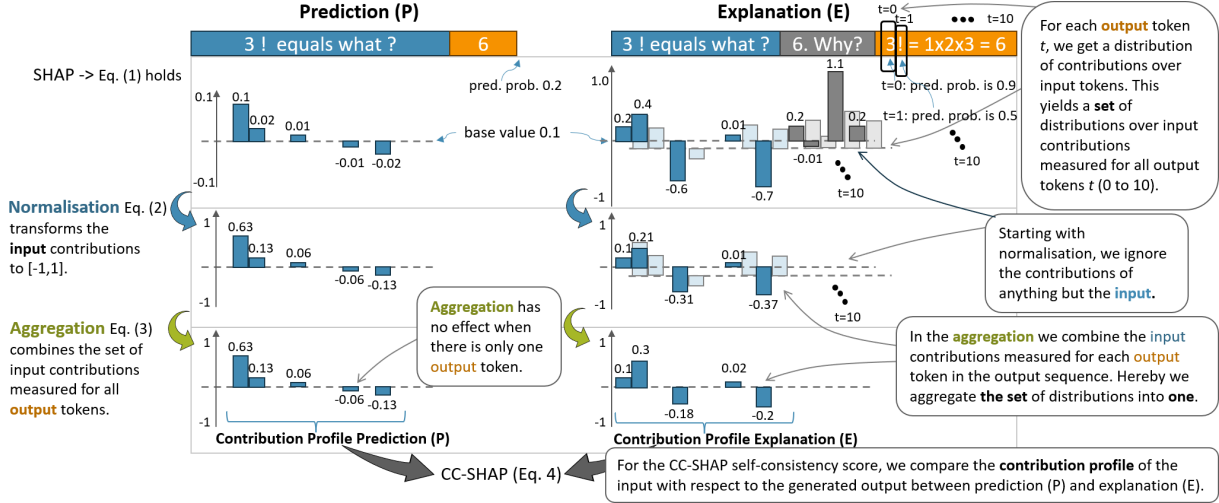 Prediction (P)
Explanation (E)
3 ! equals what ?
6
3 ! equals what ?
6. Why?
3! = 1x2x3 = 6
t=0
t=1
t=10
SHAP -> Eq. (1) holds
pred. prob. 0.2
base value 0.1
0.1
-0.1
0.1
0.02
0.01
-0.01
-0.02
1.0
-1
0.2
0.4
-0.6
0.01
-0.7
0.2
-0.01
1.1
0.2
t=0: pred. prob. is 0.9
t=1: pred. prob. is 0.5
t=10
t=10
For each output token
t, we get a distribution
of contributions over
input tokens. This
yields a set of
distributions over input
contributions
measured for all output
tokens t (0 to 10).
Normalisation Eq. (2)
transforms the
input contributions
to [-1,1].
1
-1
0.63
0.13
0.06
-0.06
-0.13
1
-1
0.1
0.21
-0.31
0.01
-0.37
t=10
Starting with
normalisation, we ignore
the contributions of
anything but the input.
Aggregation Eq. (3)
combines the set of
input contributions
measured for all
output tokens.
1
-1
0.63
0.13
0.06
-0.06
-0.13
Aggregation has
no effect when
there is only one
output token.
1
-1
0.1
0.3
-0.18
0.02
-0.2
In the aggregation we combine the input
contributions measured for each output
token in the output sequence. Hereby we
aggregate the set of distributions into one.
Contribution Profile Prediction (P)
Contribution Profile Explanation (E)
CC-SHAP (Eq. 4)
For the CC-SHAP self-consistency score, we compare the contribution profile of the
input with respect to the generated output between prediction (P) and explanation (E).